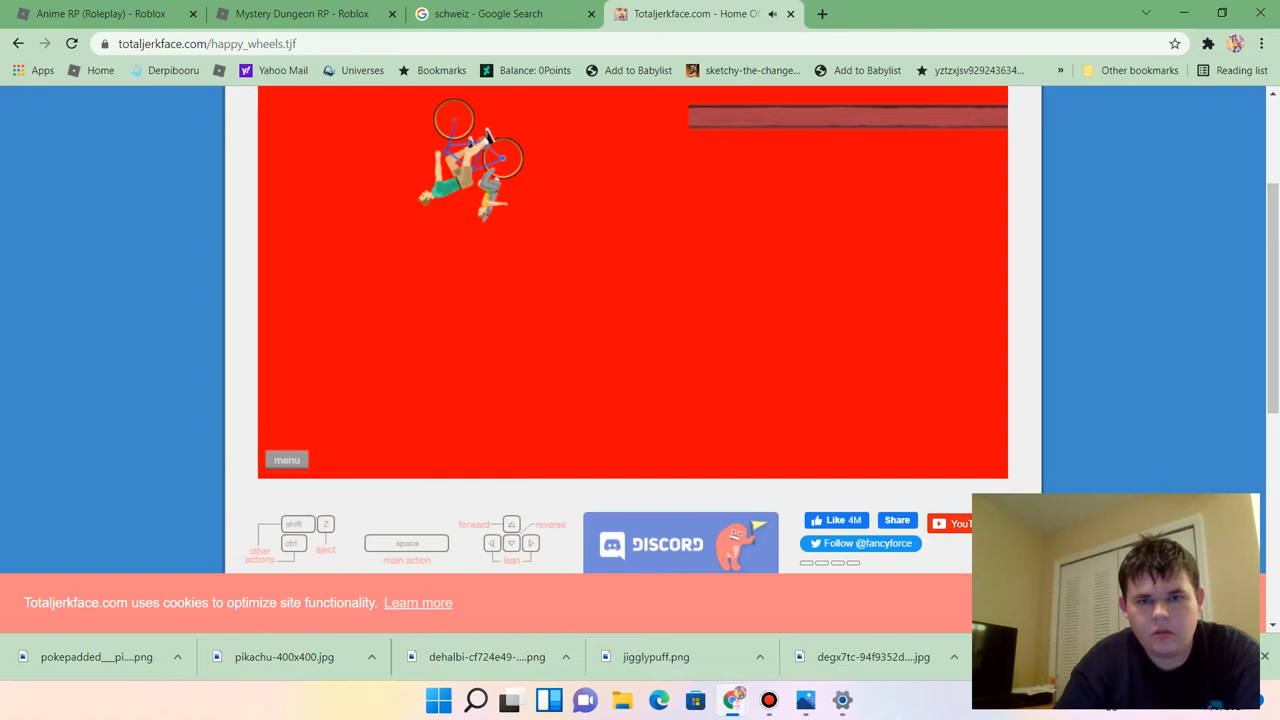 Anime RP (Roleplay) - Roblox
Mystery Dungeon RP - Roblox
schweiz - Google Search
Totaljerkface.com - Home Of
totaljerkface.com/happy_wheels.tjf
Apps
Home
Derpibooru
Yahoo Mail
Universes
Bookmarks
Balance: 0Points
Add to Babylist
sketchy-the-change...
Add to Babylist
yztzxjsv929243634...
»
Other bookmarks
Reading list
menu
shift
Z
ctrl
other actions
eject
space
main action
forward
reverse
lean
DISCORD
Like 4M
Share
YouT
Follow @fancyforce
Totaljerkface.com uses cookies to optimize site functionality. Learn more
pokepadded___pi....png
pikachu-400x400.jpg
dehalbi-cf724e49-....png
jigglypuff.png
degx7tc-94f9352d....jpg